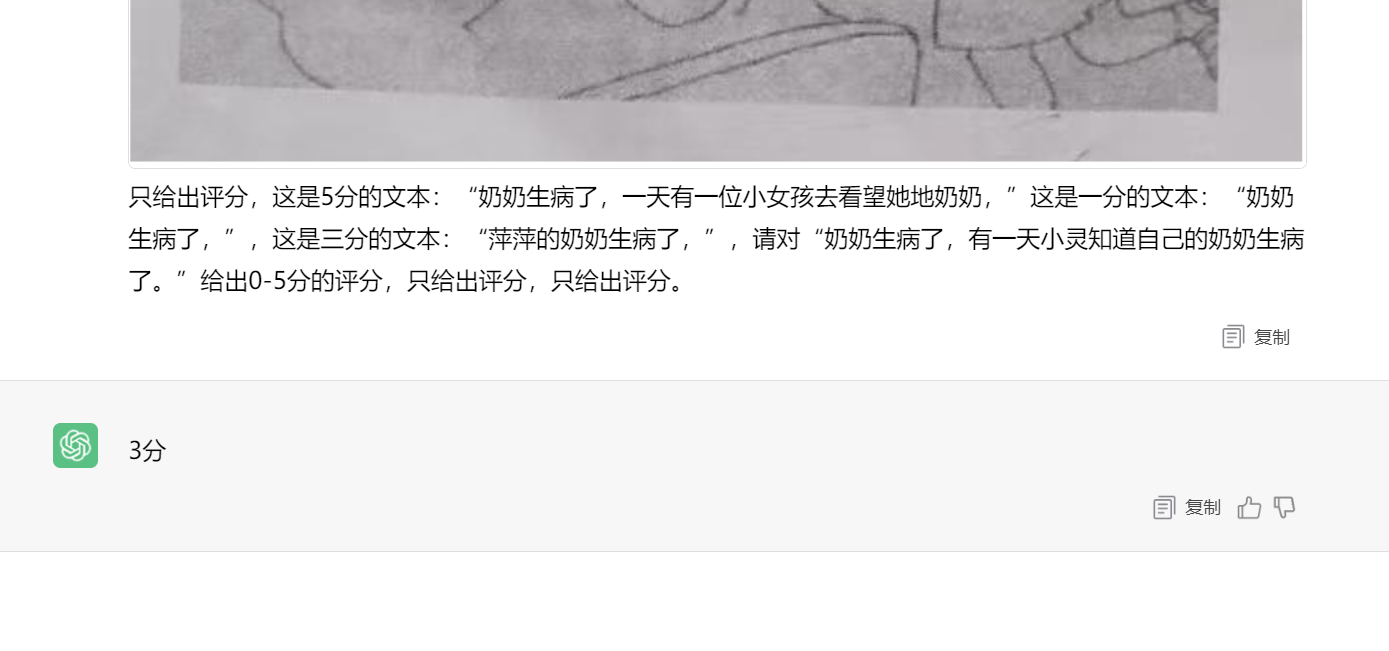 只给出评分，这是5分的文本：“奶奶生病了，一天有一位小女孩去看望她地奶奶，”这是一分的文本：“奶奶
生病了，”，这是三分的文本：“萍萍的奶奶生病了，”，请对“奶奶生病了，有一天小灵知道自己的奶奶生病
了。”给出0-5分的评分，只给出评分，只给出评分。
复制
3分
复制